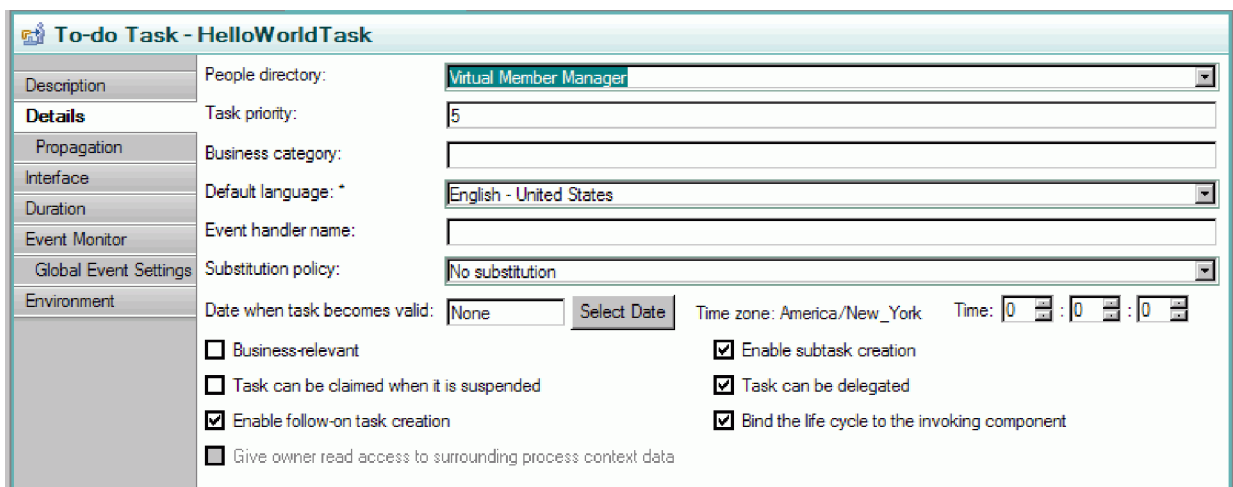 To-do Task - HelloWorldTask
Description
Details
Propagation
Interface
Duration
Event Monitor
Global Event Settings
Environment
People directory: Virtual Member Manager
Task priority: 5
Business category:
Default language: * English - United States
Event handler name:
Substitution policy: No substitution
Date when task becomes valid: None Select Date Time zone: America/New_York Time: 0 : 0 : 0
Business-relevant Enable subtask creation
Task can be claimed when it is suspended Task can be delegated
Enable follow-on task creation Bind the life cycle to the invoking component
Give owner read access to surrounding process context data